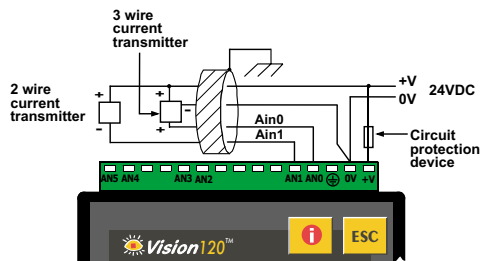 3 wire
current
transmitter
2 wire
current
transmitter
+
-
+
-
+
Ain0
Ain1
+V
0V
24VDC
Circuit
protection
device
AN5 AN4 AN3 AN2 AN1 AN0 0V +V
Vision120™
i
ESC